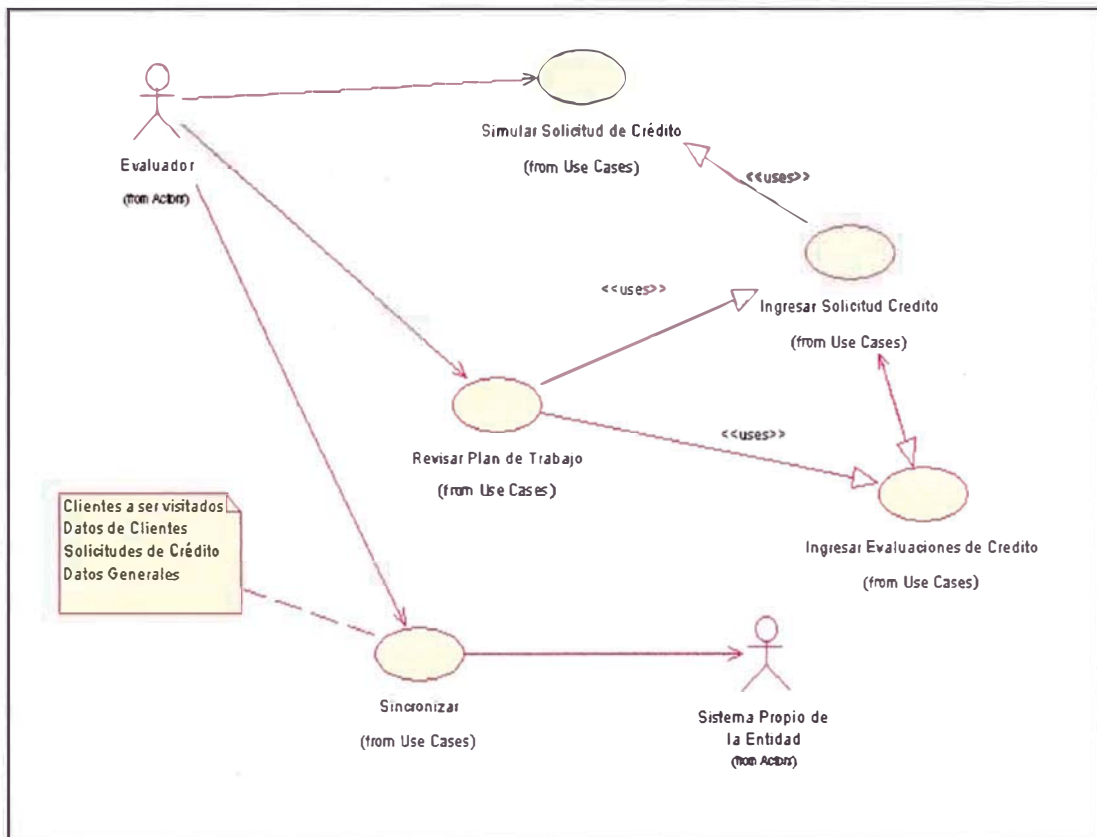 Simular Solicitud de Crédito
(from Use Cases)
Evaluador
(from Actors)
<<uses>>
Ingresar Solicitud Credito
(from Use Cases)
<<uses>>
Revisar Plan de Trabajo
(from Use Cases)
<<uses>>
Ingresar Evaluaciones de Credito
(from Use Cases)
Clientes a ser visitados
Datos de Clientes
Solicitudes de Crédito
Datos Generales
Sincronizar
(from Use Cases)
Sistema Propio de
la Entidad
(from Actors)